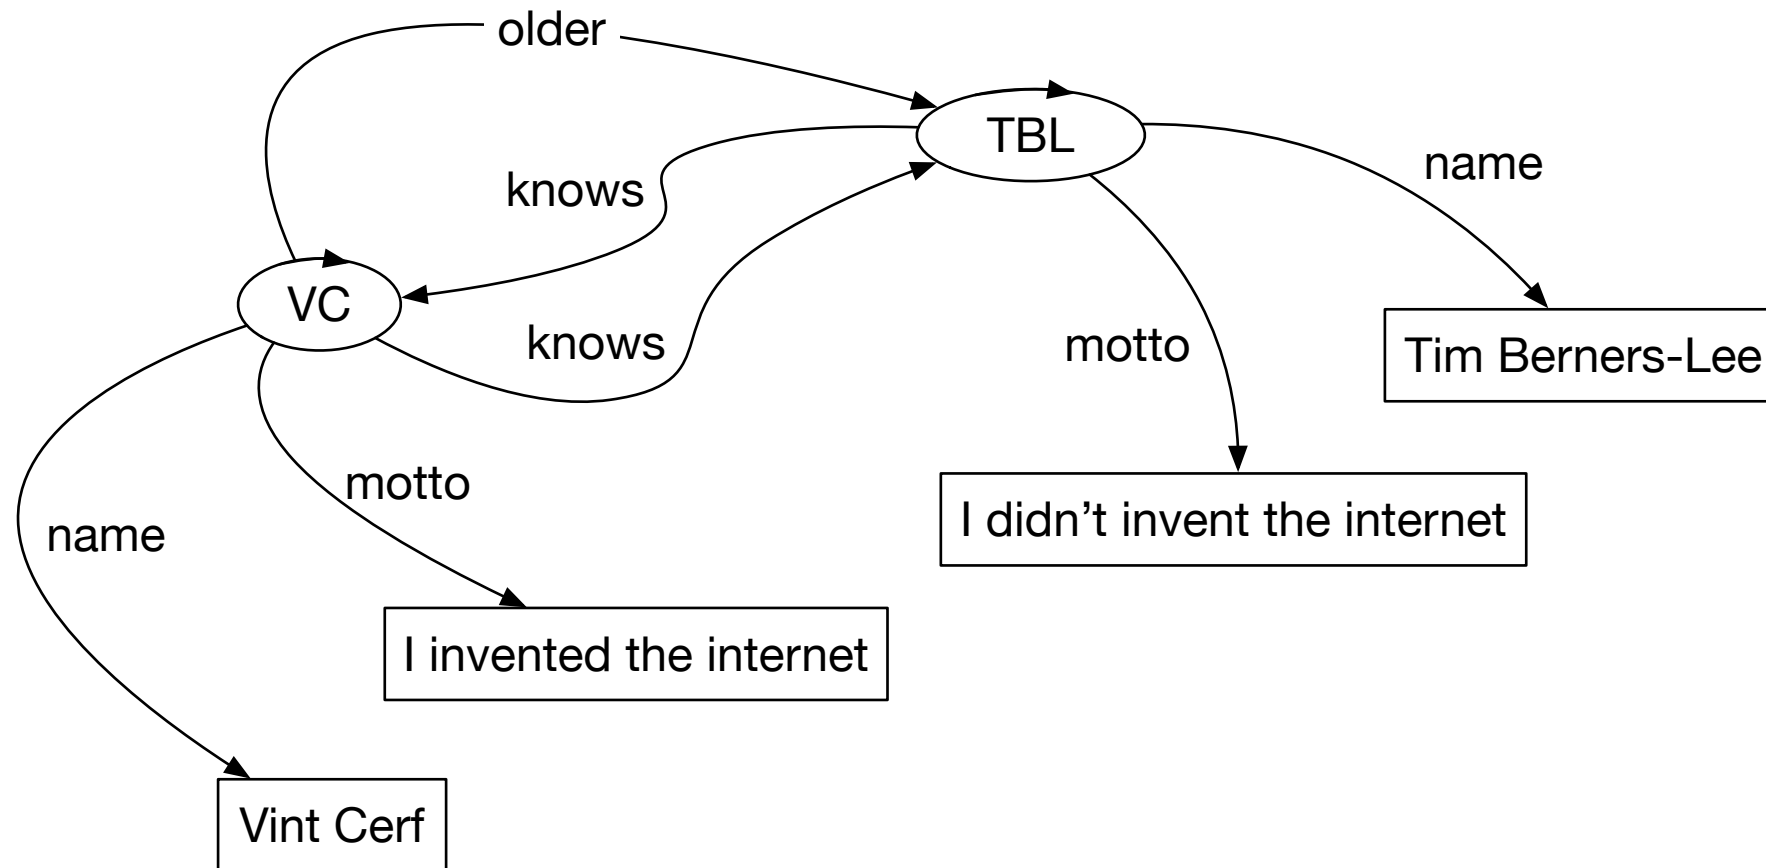 older
TBL
name
knows
VC
knows
motto
Tim Berners-Lee
motto
I didn’t invent the internet
name
I invented the internet
Vint Cerf